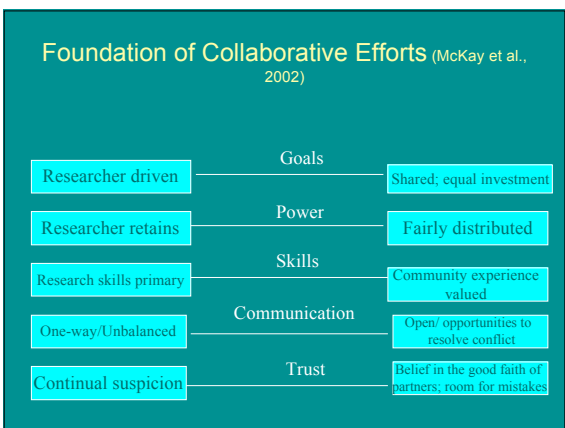 Foundation of Collaborative Efforts (McKay et al.,
2002)
Goals
Researcher driven
Shared; equal investment
Power
Researcher retains
Fairly distributed
Skills
Research skills primary
Community experience
valued
Communication
One-way/Unbalanced
Open/ opportunities to
resolve conflict
Trust
Continual suspicion
Belief in the good faith of
partners; room for mistakes